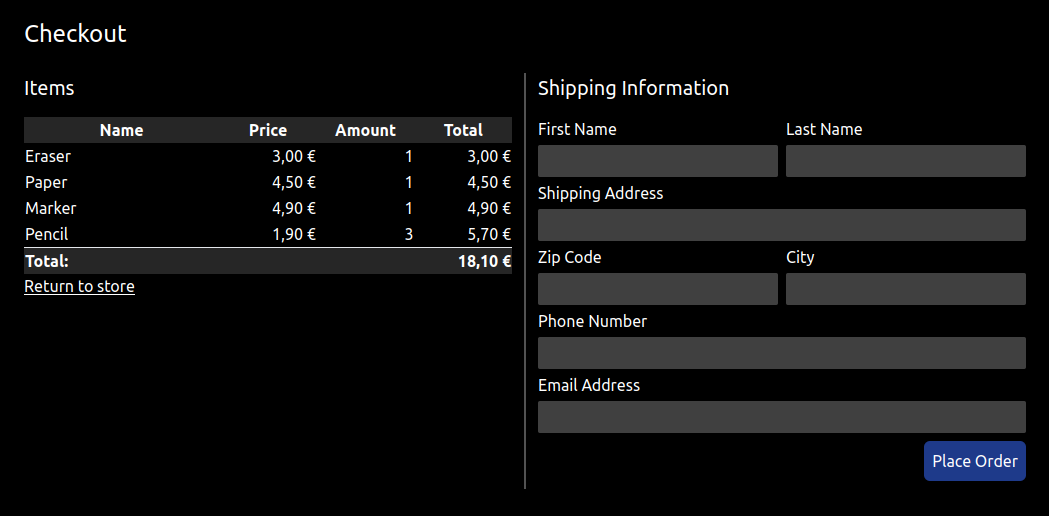 Checkout
Items
Name Price Amount Total
Eraser 3,00 € 1 3,00 €
Paper 4,50 € 1 4,50 €
Marker 4,90 € 1 4,90 €
Pencil 1,90 € 3 5,70 €
Total: 18,10 €
Return to store
Shipping Information
First Name Last Name
Shipping Address
Zip Code City
Phone Number
Email Address
Place Order